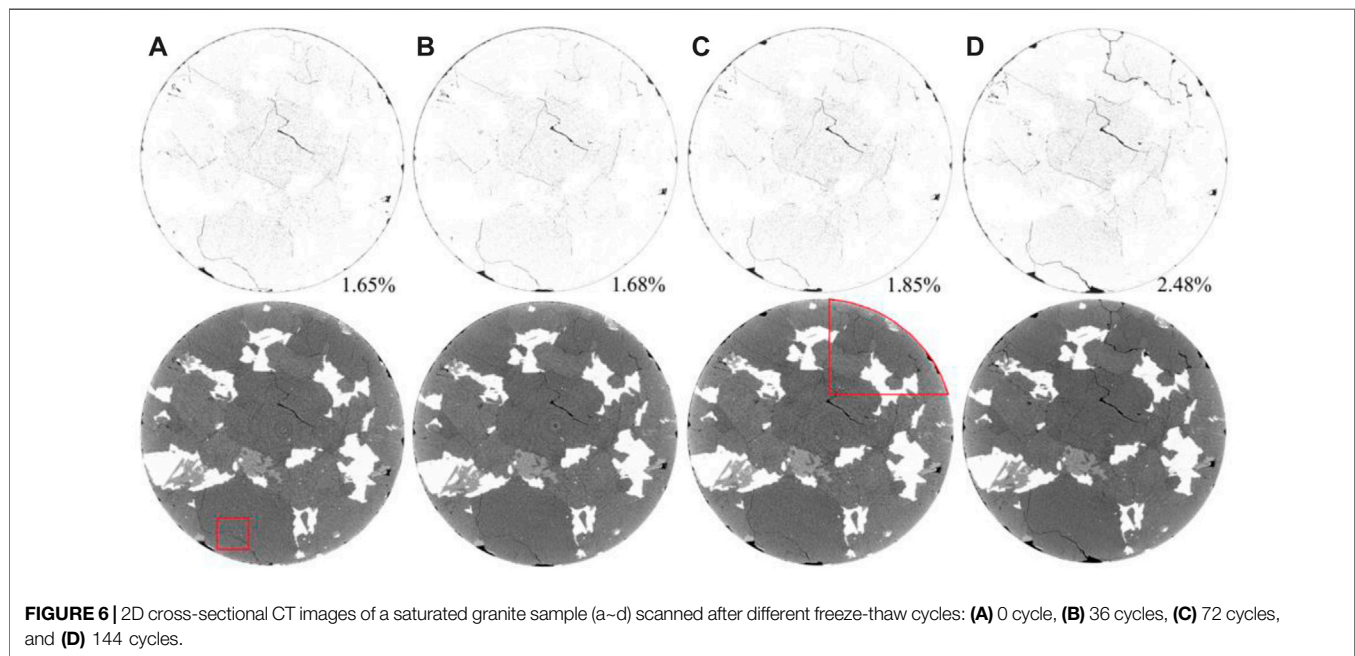 A
B
C
D
1.65%
1.68%
1.85%
2.48%
FIGURE 6 | 2D cross-sectional CT images of a saturated granite sample (a~d) scanned after different freeze-thaw cycles: (A) 0 cycle, (B) 36 cycles, (C) 72 cycles,
and (D) 144 cycles.